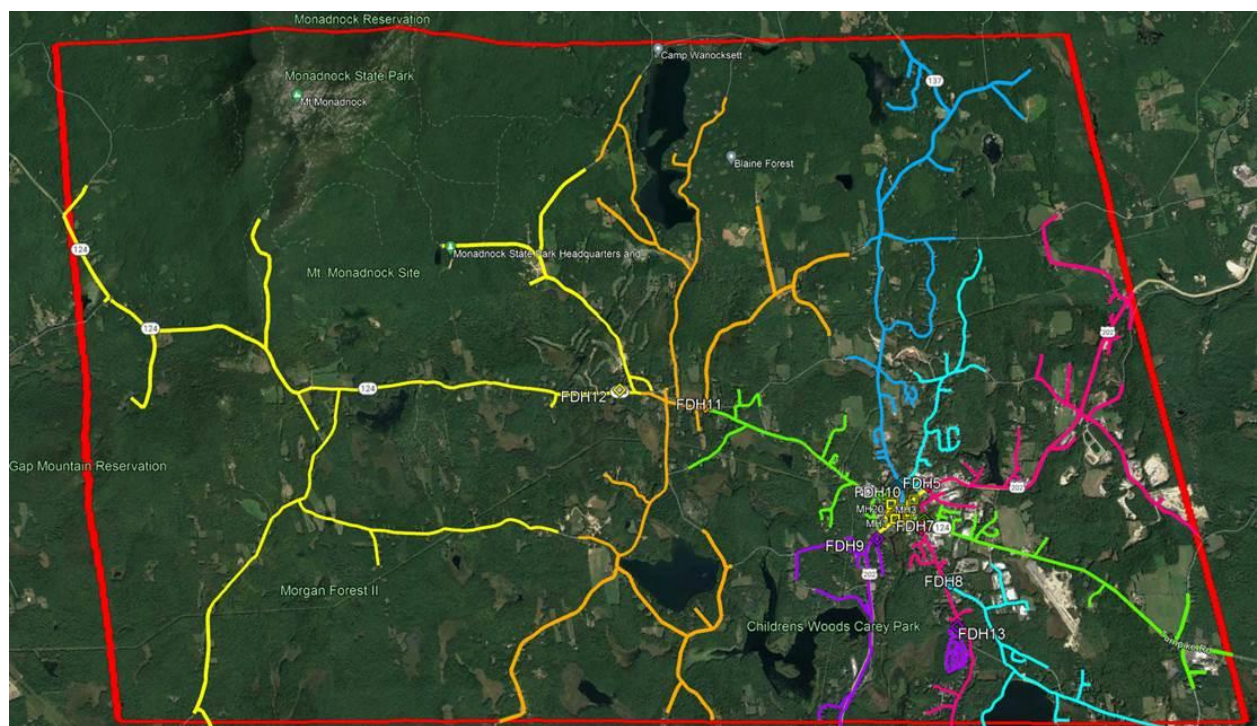 Monadnock Reservation
Camp Wanocksett
Monadnock State Park
Mt Monadnock
137
Blaine Forest
124
Monadnock State Park Headquarters and
Mt Monadnock Site
124
202
124
FDH12
FDH11
Gap Mountain Reservation
FDH10
FDH5
202
MH20
MH3
FDH7
124
FDH9
202
FDH8
Morgan Forest II
Childrens Woods Carey Park
FDH13